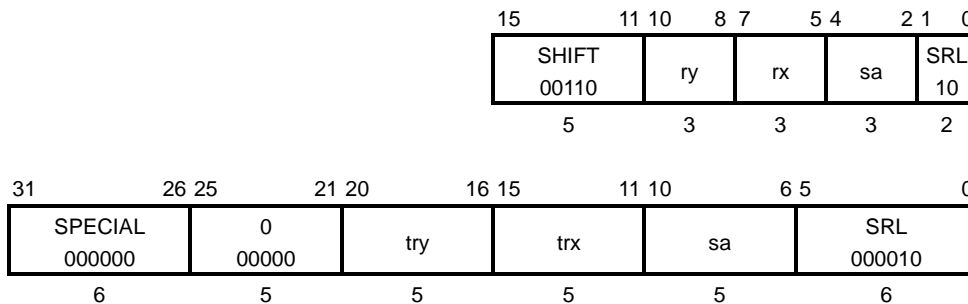 15 11 10 8 7 5 4 2 1 0
SHIFT 00110 ry rx sa SRL 10
5 3 3 3 2
31 26 25 21 20 16 15 11 10 6 5 0
SPECIAL 000000 0 00000 try trx sa SRL 000010
6 5 5 5 5 6